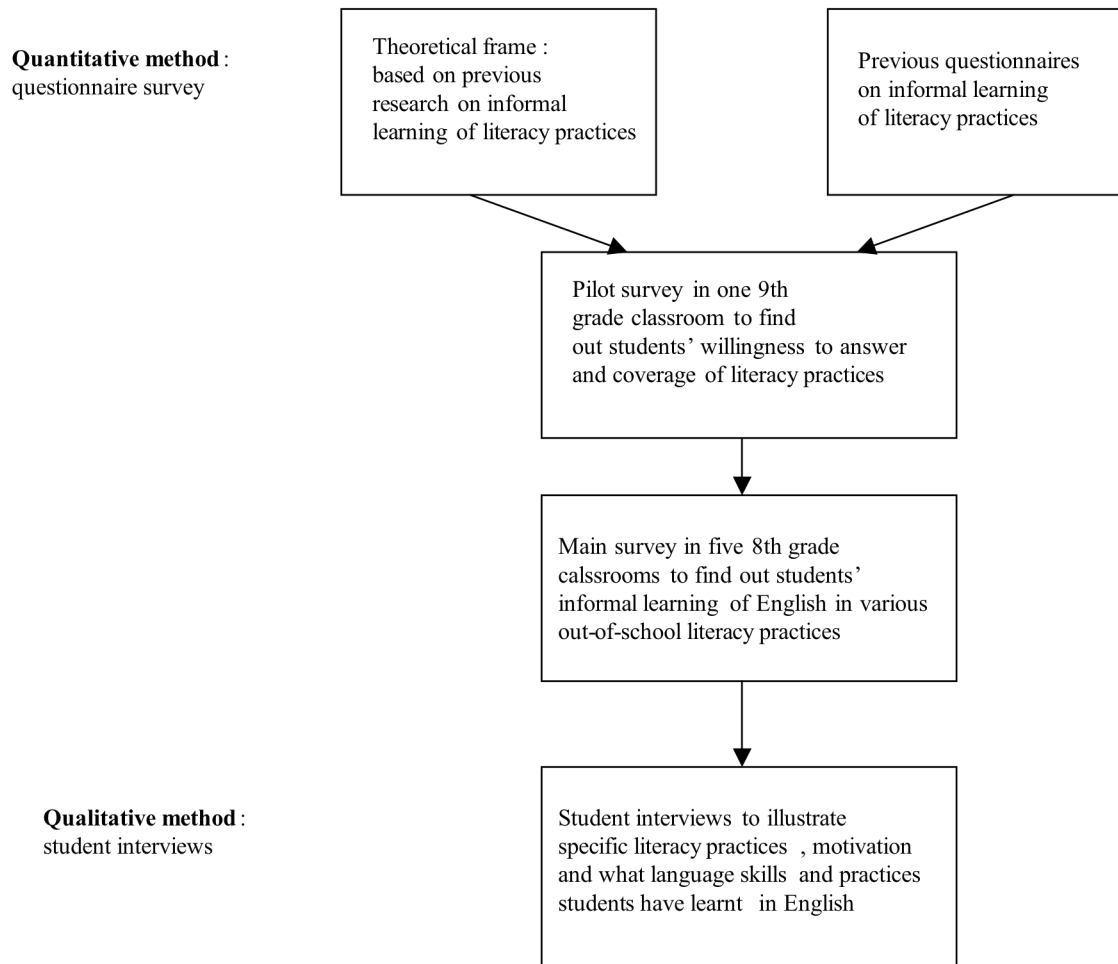 Quantitative method :
questionnaire survey
Theoretical frame :
based on previous
research on informal
learning of literacy practices
Previous questionnaires
on informal learning
of literacy practices
Pilot survey in one 9th
grade classroom to find
out students’ willingness to answer
and coverage of literacy practices
Main survey in five 8th grade
calssrooms to find out students’
informal learning of English in various
out-of-school literacy practices
Qualitative method :
student interviews
Student interviews to illustrate
specific literacy practices , motivation
and what language skills and practices
students have learnt in English